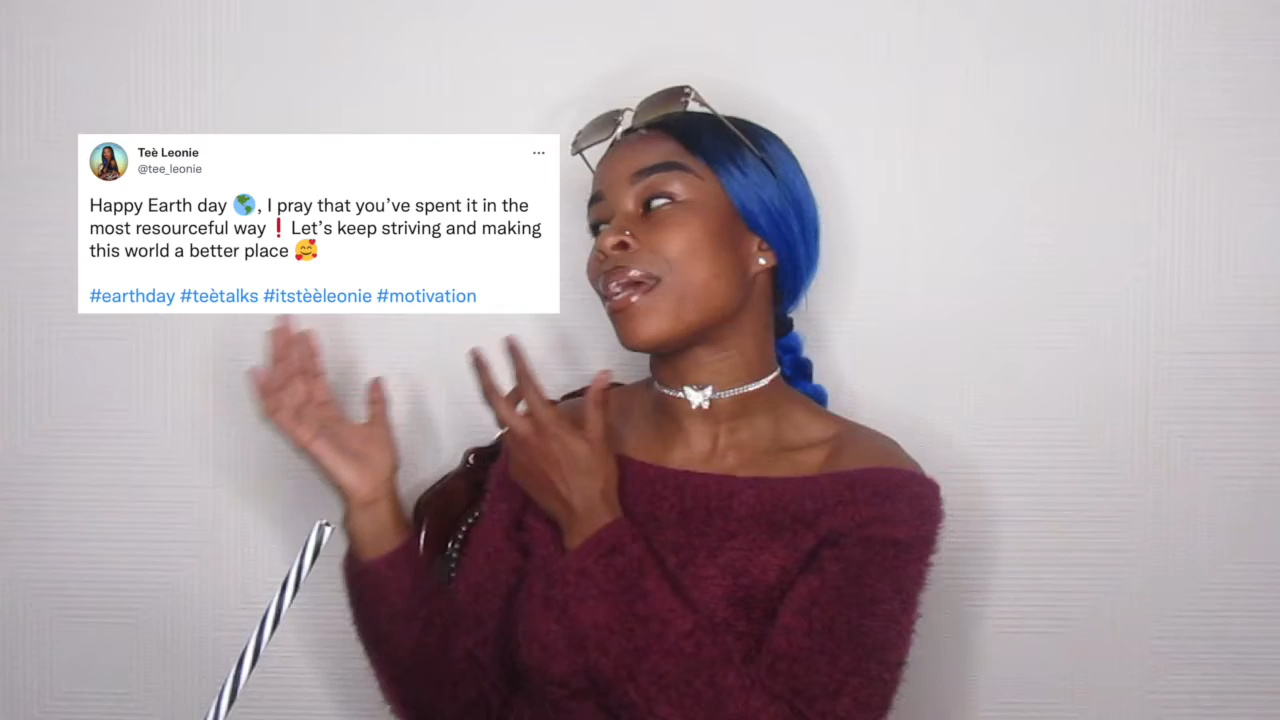 Teè Leonie
@tee_leonie
Happy Earth day 🌎, I pray that you’ve spent it in the
most resourceful way❗ Let’s keep striving and making
this world a better place 🥰
#earthday #teètalks #itstèèleonie #motivation